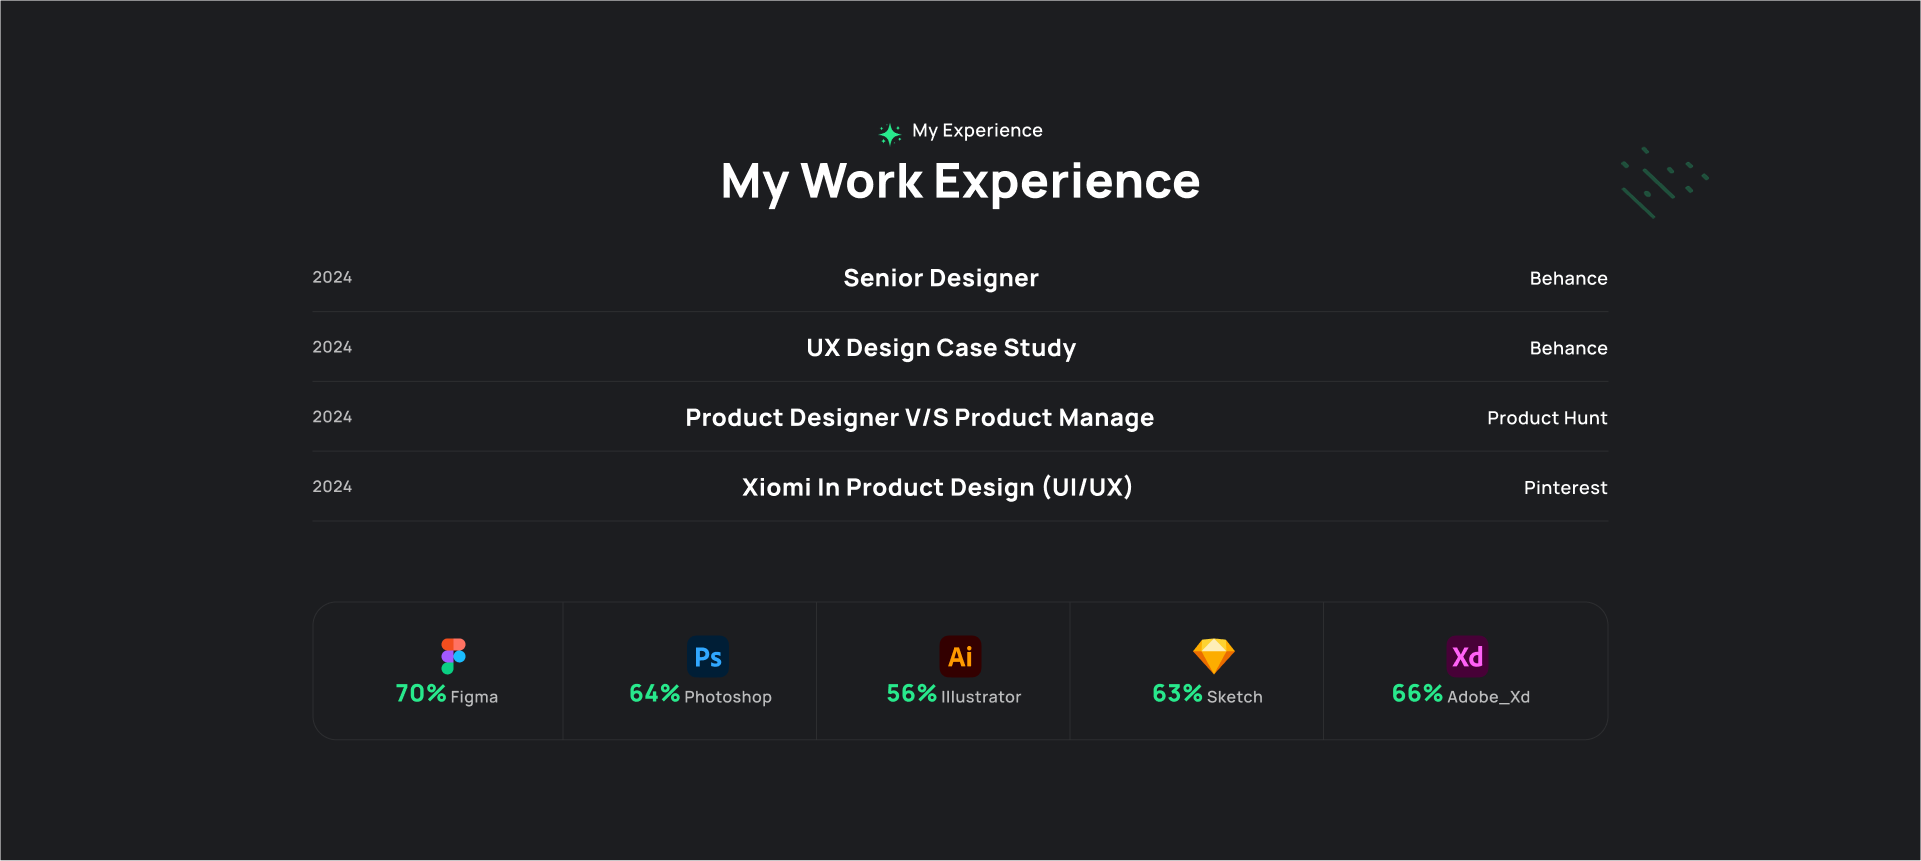 My Experience
My Work Experience
2024 Senior Designer Behance
2024 UX Design Case Study Behance
2024 Product Designer V/S Product Manage Product Hunt
2024 Xiomi In Product Design (UI/UX) Pinterest
Ps Ai Xd
70% Figma 64% Photoshop 56% Illustrator 63% Sketch 66% Adobe_Xd